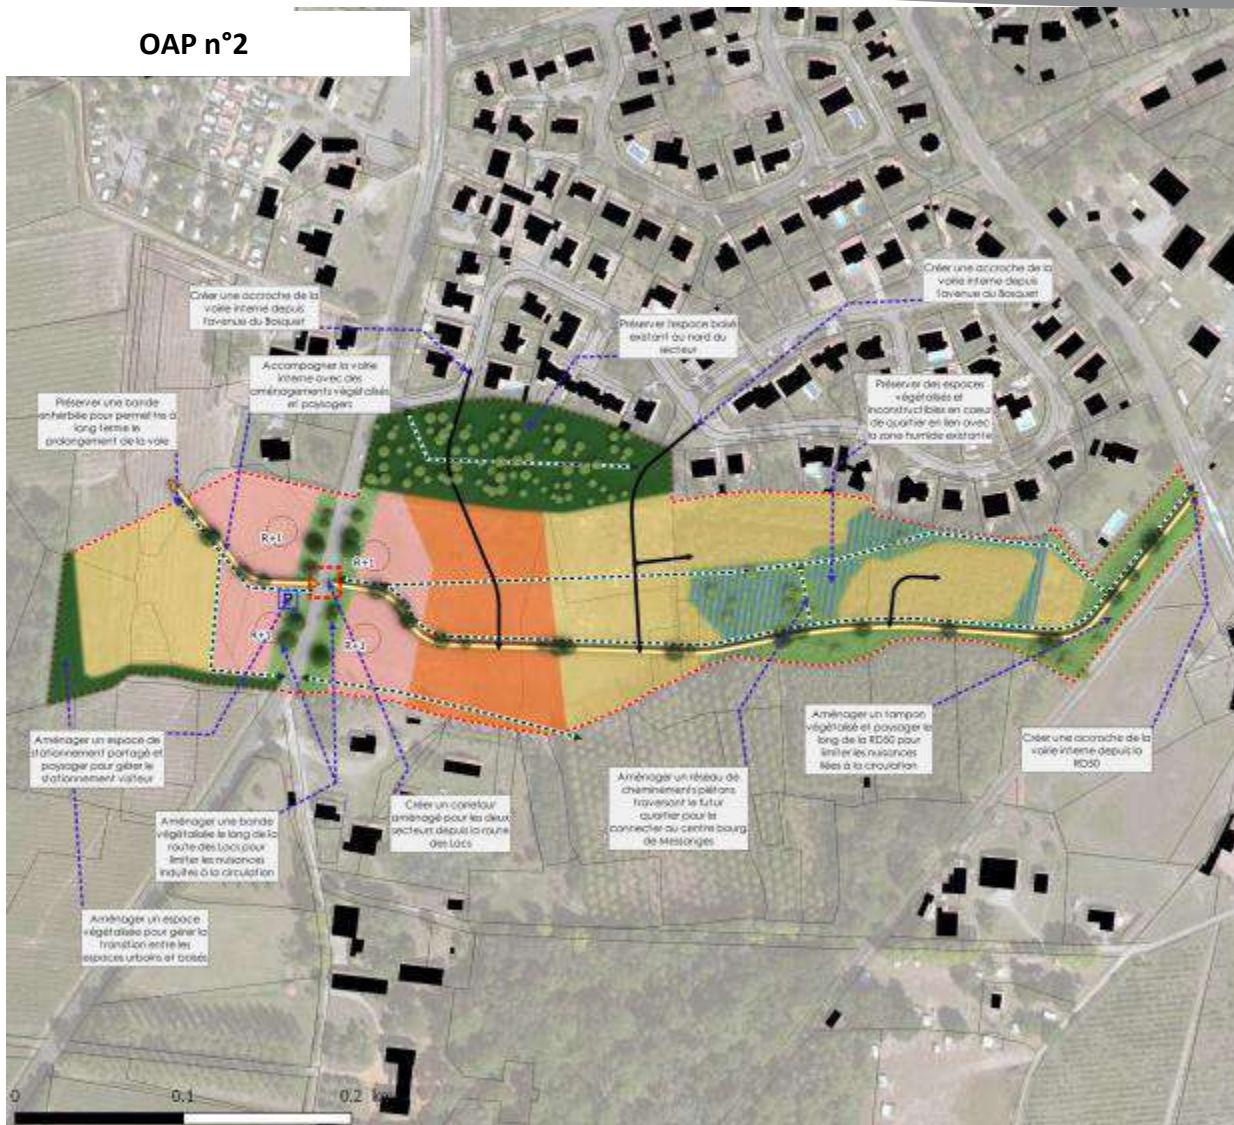 OAP n°2
Créer une accroche de la
voirie interne depuis
l'avenue du Bosquet
Créer une accroche de la
voirie interne depuis
l'avenue du Bosquet
Préserver l'espace boisé
existant au nord du
secteur
Accompagner la voirie
interne avec des
aménagements végétalisés
et paysagers
Préserver des espaces
végétalisés et
inconstructibles en coeur
de quartier en lien avec
la zone humide existante
Préserver une bande
enherbée pour permettre à
long terme le
prolongement de la voie
R+1
R+1
R+1
R+1
P
Aménager un espace de
stationnement partagé et
paysager pour gérer le
stationnement visiteur
Aménager une bande
végétalisée le long de la
route des Lacs pour
limiter les nuisances
induites à la circulation
Créer un carrefour
aménagé pour les deux
secteurs depuis la route
des Lacs
Aménager un réseau de
cheminements piétons
traversant le futur
quartier pour le
connecter au centre bourg
de Messanges
Aménager un tampon
végétalisé et paysager le
long de la RD50 pour
limiter les nuisances
liées à la circulation
Créer une accroche de la
voirie interne depuis la
RD50
Aménager un espace
végétalisée pour gérer la
transition entre les
espaces urbains et boisés
0 0.1 0.2 km